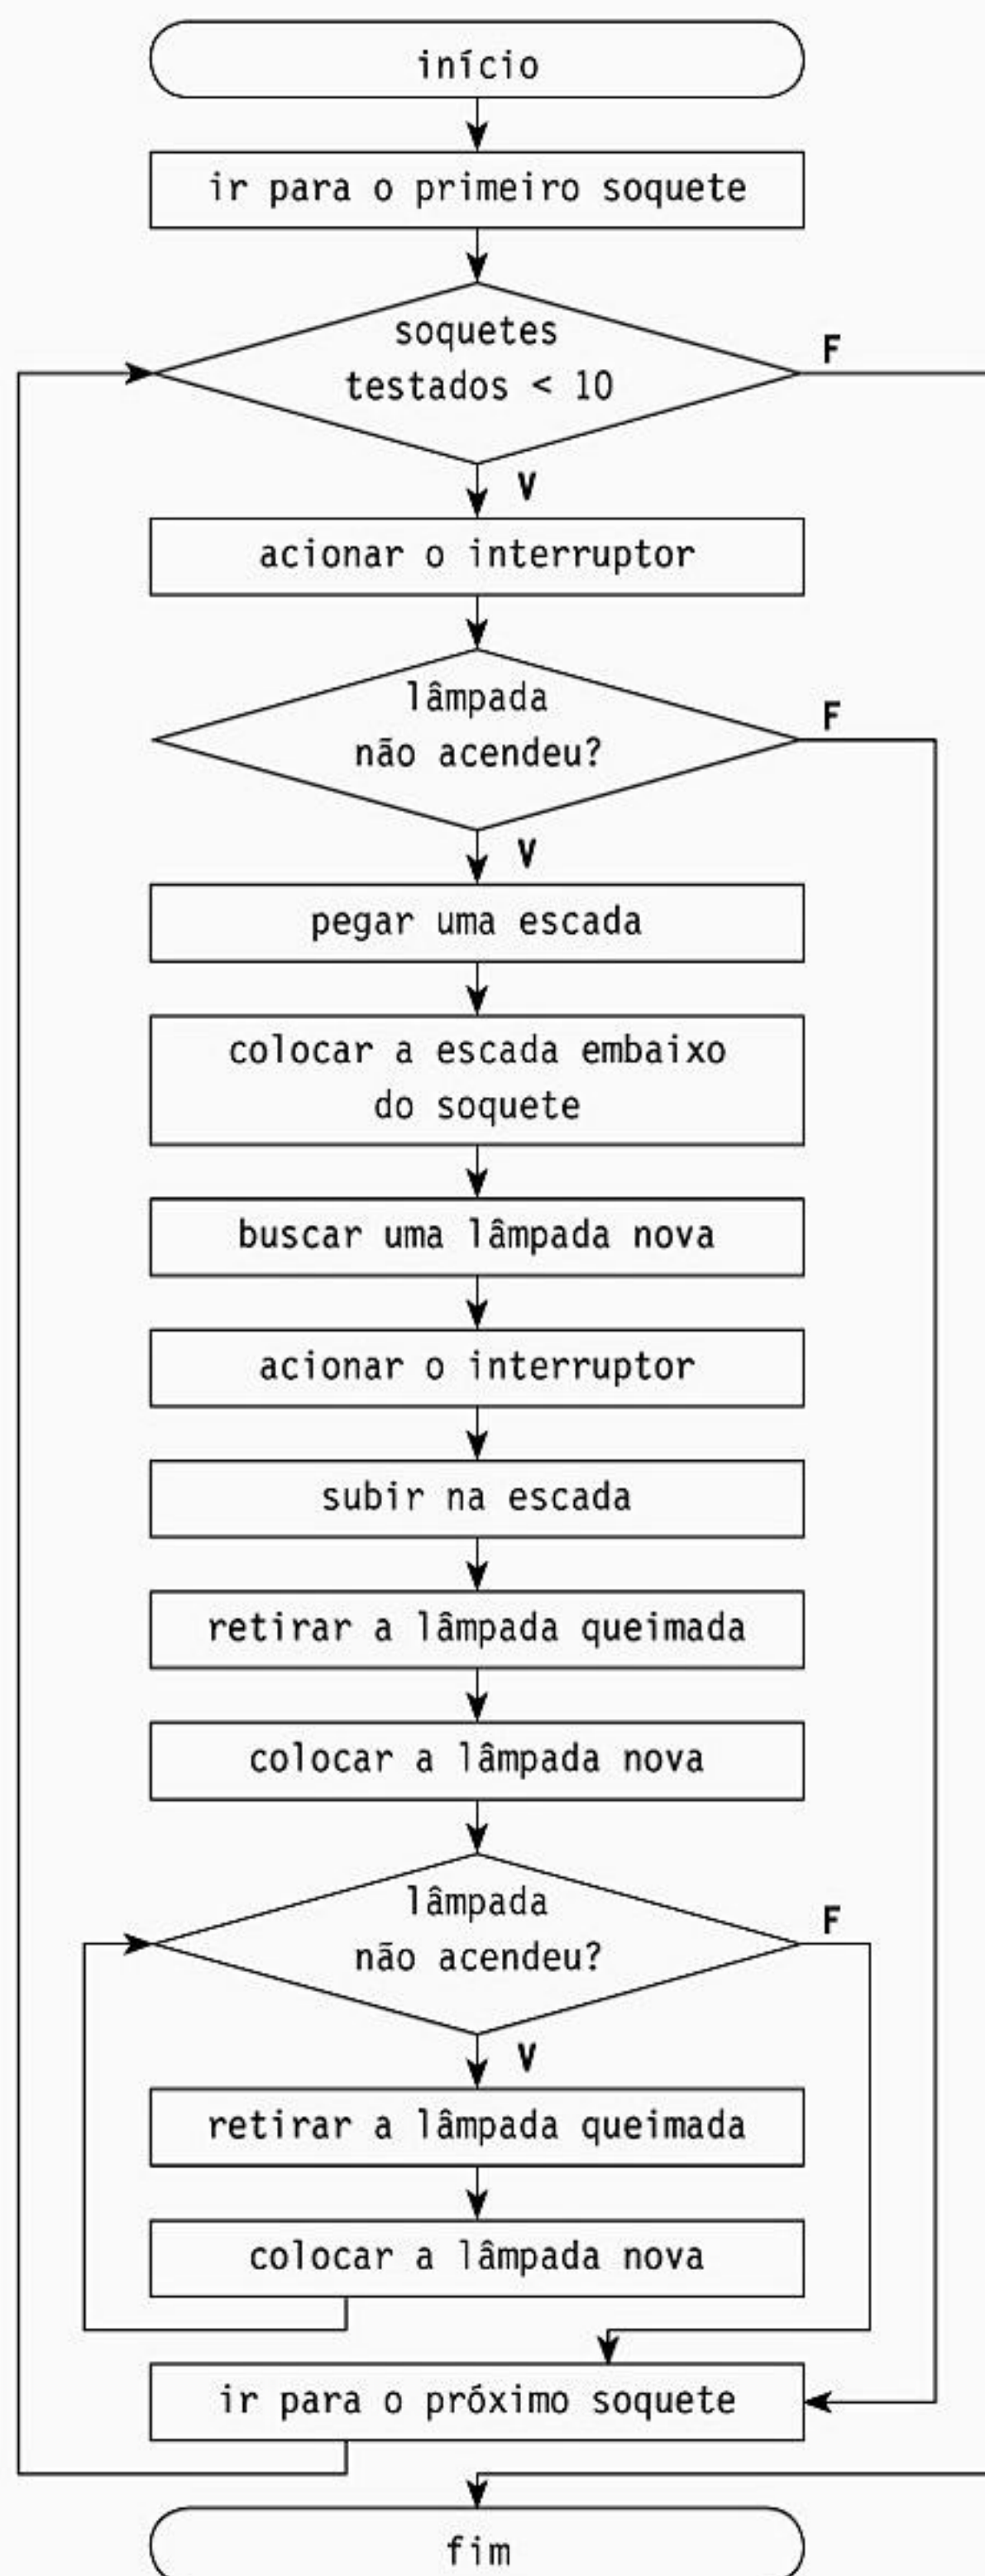 início
ir para o primeiro soquete
soquetes
testados < 10
F
V
acionar o interruptor
lâmpada
não acendeu?
F
V
pegar uma escada
colocar a escada embaixo
do soquete
buscar uma lâmpada nova
acionar o interruptor
subir na escada
retirar a lâmpada queimada
colocar a lâmpada nova
lâmpada
não acendeu?
F
V
retirar a lâmpada queimada
colocar a lâmpada nova
ir para o próximo soquete
fim